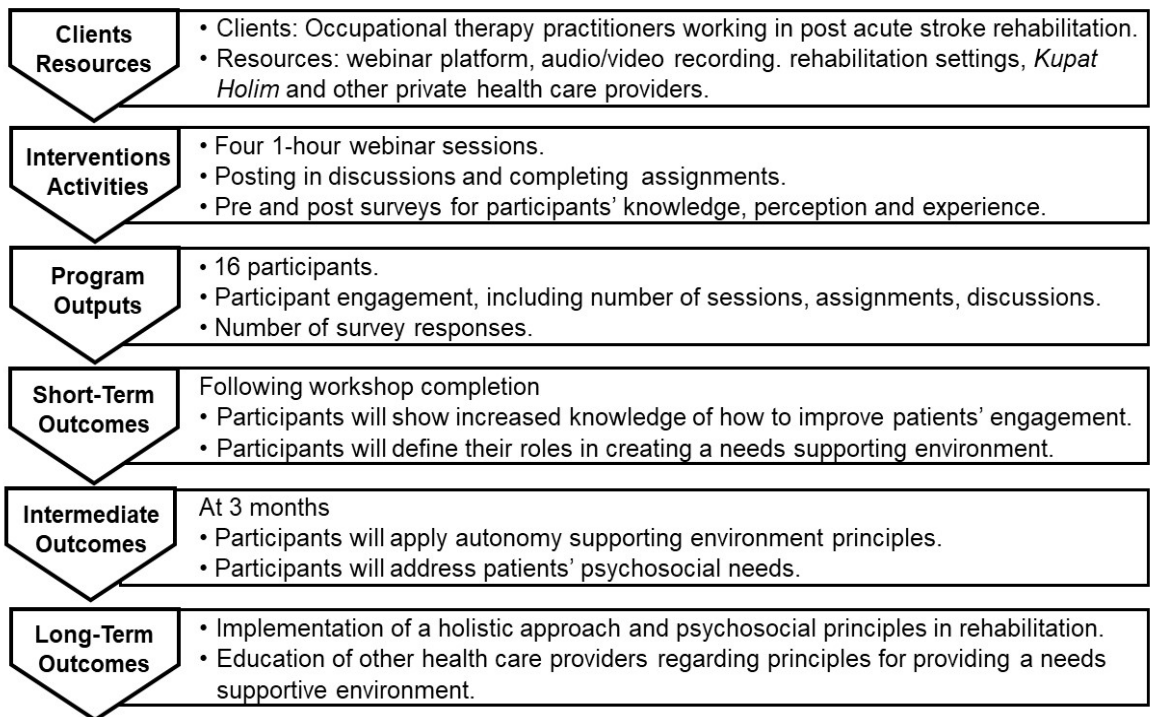 Clients
Resources
• Clients: Occupational therapy practitioners working in post acute stroke rehabilitation.
• Resources: webinar platform, audio/video recording. rehabilitation settings, Kupat
Holim and other private health care providers.
Interventions
Activities
• Four 1-hour webinar sessions.
• Posting in discussions and completing assignments.
• Pre and post surveys for participants’ knowledge, perception and experience.
Program
Outputs
• 16 participants.
• Participant engagement, including number of sessions, assignments, discussions.
• Number of survey responses.
Short-Term
Outcomes
Following workshop completion
• Participants will show increased knowledge of how to improve patients’ engagement.
• Participants will define their roles in creating a needs supporting environment.
Intermediate
Outcomes
At 3 months
• Participants will apply autonomy supporting environment principles.
• Participants will address patients’ psychosocial needs.
Long-Term
Outcomes
• Implementation of a holistic approach and psychosocial principles in rehabilitation.
• Education of other health care providers regarding principles for providing a needs
supportive environment.